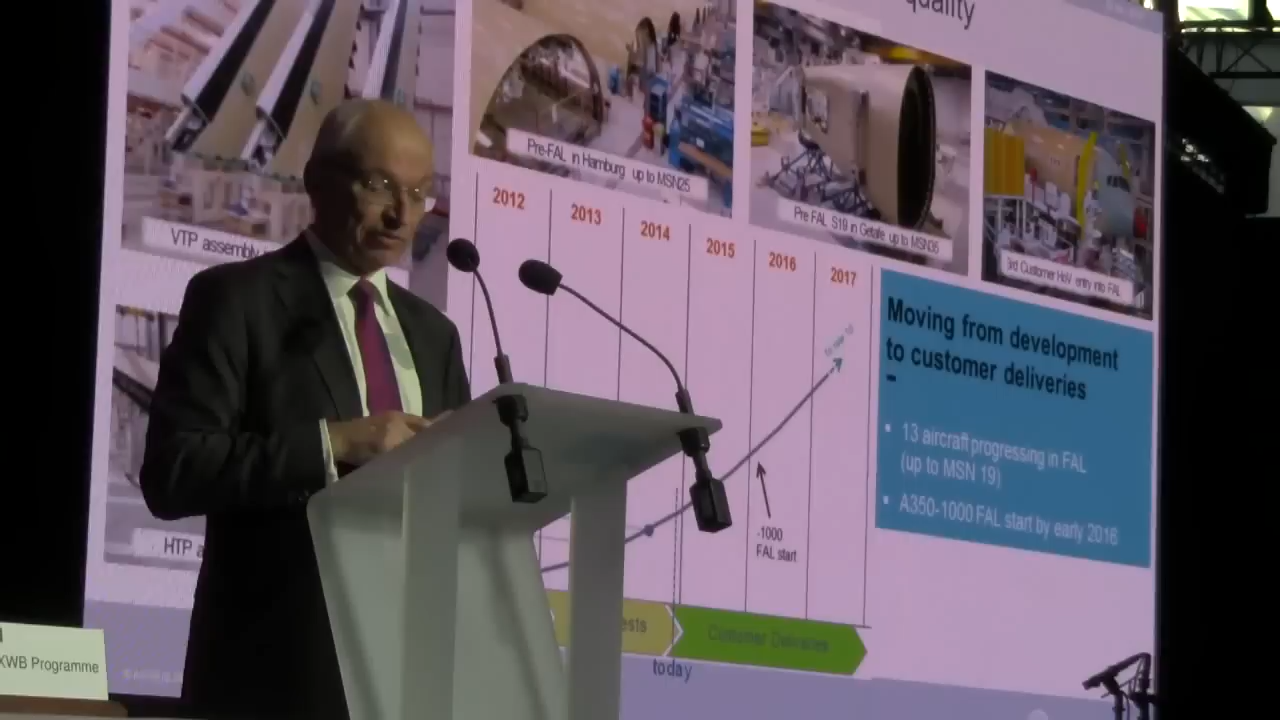 quality
VTP assembly
Pre-FAL in Hamburg up to MSN25
Pre FAL S19 in Getafe up to MSN36
3rd Customer HoV entry into FAL
2012
2013
2014
2015
2016
2017
Moving from development
to customer deliveries
13 aircraft progressing in FAL
(up to MSN 19)
A350-1000 FAL start by early 2016
-1000
FAL start
HTP
Customer Deliveries
today
XWB Programme